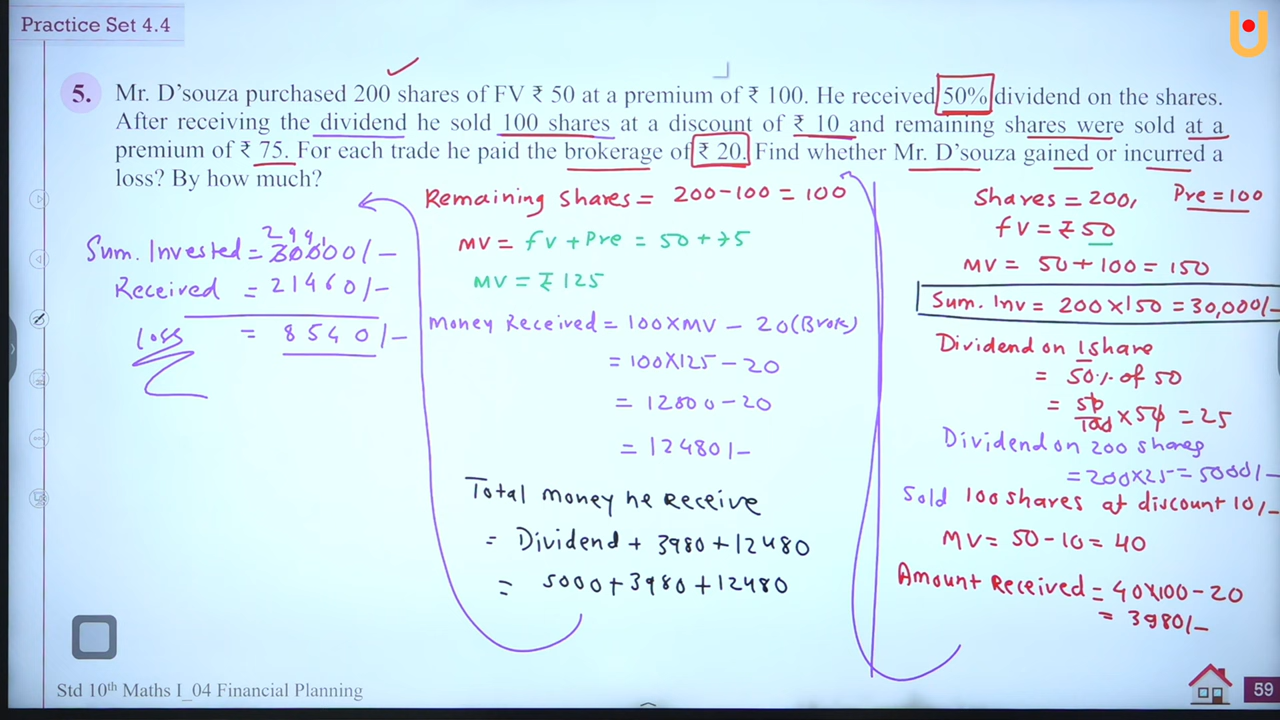 Practice Set 4.4
5. Mr. D'souza purchased 200 shares of FV ₹ 50 at a premium of ₹ 100. He received 50% dividend on the shares.
After receiving the dividend he sold 100 shares at a discount of ₹ 10 and remaining shares were sold at a
premium of ₹ 75. For each trade he paid the brokerage of ₹ 20. Find whether Mr. D'souza gained or incurred a
loss? By how much?
Shares = 200, Pre = 100
FV = ₹ 50
MV = 50 + 100 = 150
Sum. Inv = 200 × 150 = 30,000/-
Dividend on 1 share
= 50% of 50
= 50/100 × 50 = 25
Dividend on 200 shares
= 200×25 = 5000/-
Sold 100 shares at discount 10/-
MV = 50 - 10 = 40
Amount Received = 40×100 - 20
= 3980/-
Remaining shares = 200 - 100 = 100
MV = FV + Pre = 50 + 75
MV = ₹ 125
Money Received = 100×MV - 20 (Brok)
= 100×125 - 20
= 12500 - 20
= 12480/-
Total money he Receive
= Dividend + 3980 + 12480
= 5000 + 3980 + 12480
Sum. Invested = 30000/-
Received = 21460/-
Loss = 8540/-
Std 10th Maths I_04 Financial Planning
59